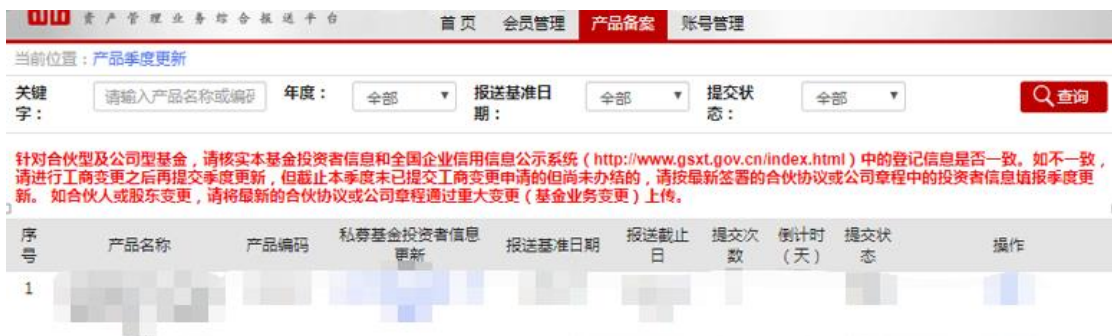 资产管理业务综合报送平台
首页 会员管理 产品备案 账号管理
当前位置：产品季度更新
关键字： 请输入产品名称或编码 年度： 全部 报送基准日期： 全部 提交状态： 全部 查询
针对合伙型及公司型基金，请核实本基金投资者信息和全国企业信用信息公示系统（http://www.gsxt.gov.cn/index.html）中的登记信息是否一致。如不一致，
请进行工商变更之后再提交季度更新，但截止本季度末已提交工商变更申请的但尚未办结的，请按最新签署的合伙协议或公司章程中的投资者信息填报季度更
新。 如合伙人或股东变更，请将最新的合伙协议或公司章程通过重大变更（基金业务变更）上传。
序号 产品名称 产品编码 私募基金投资者信息更新 报送基准日期 报送截止日 提交次数 倒计时（天） 提交状态 操作
1